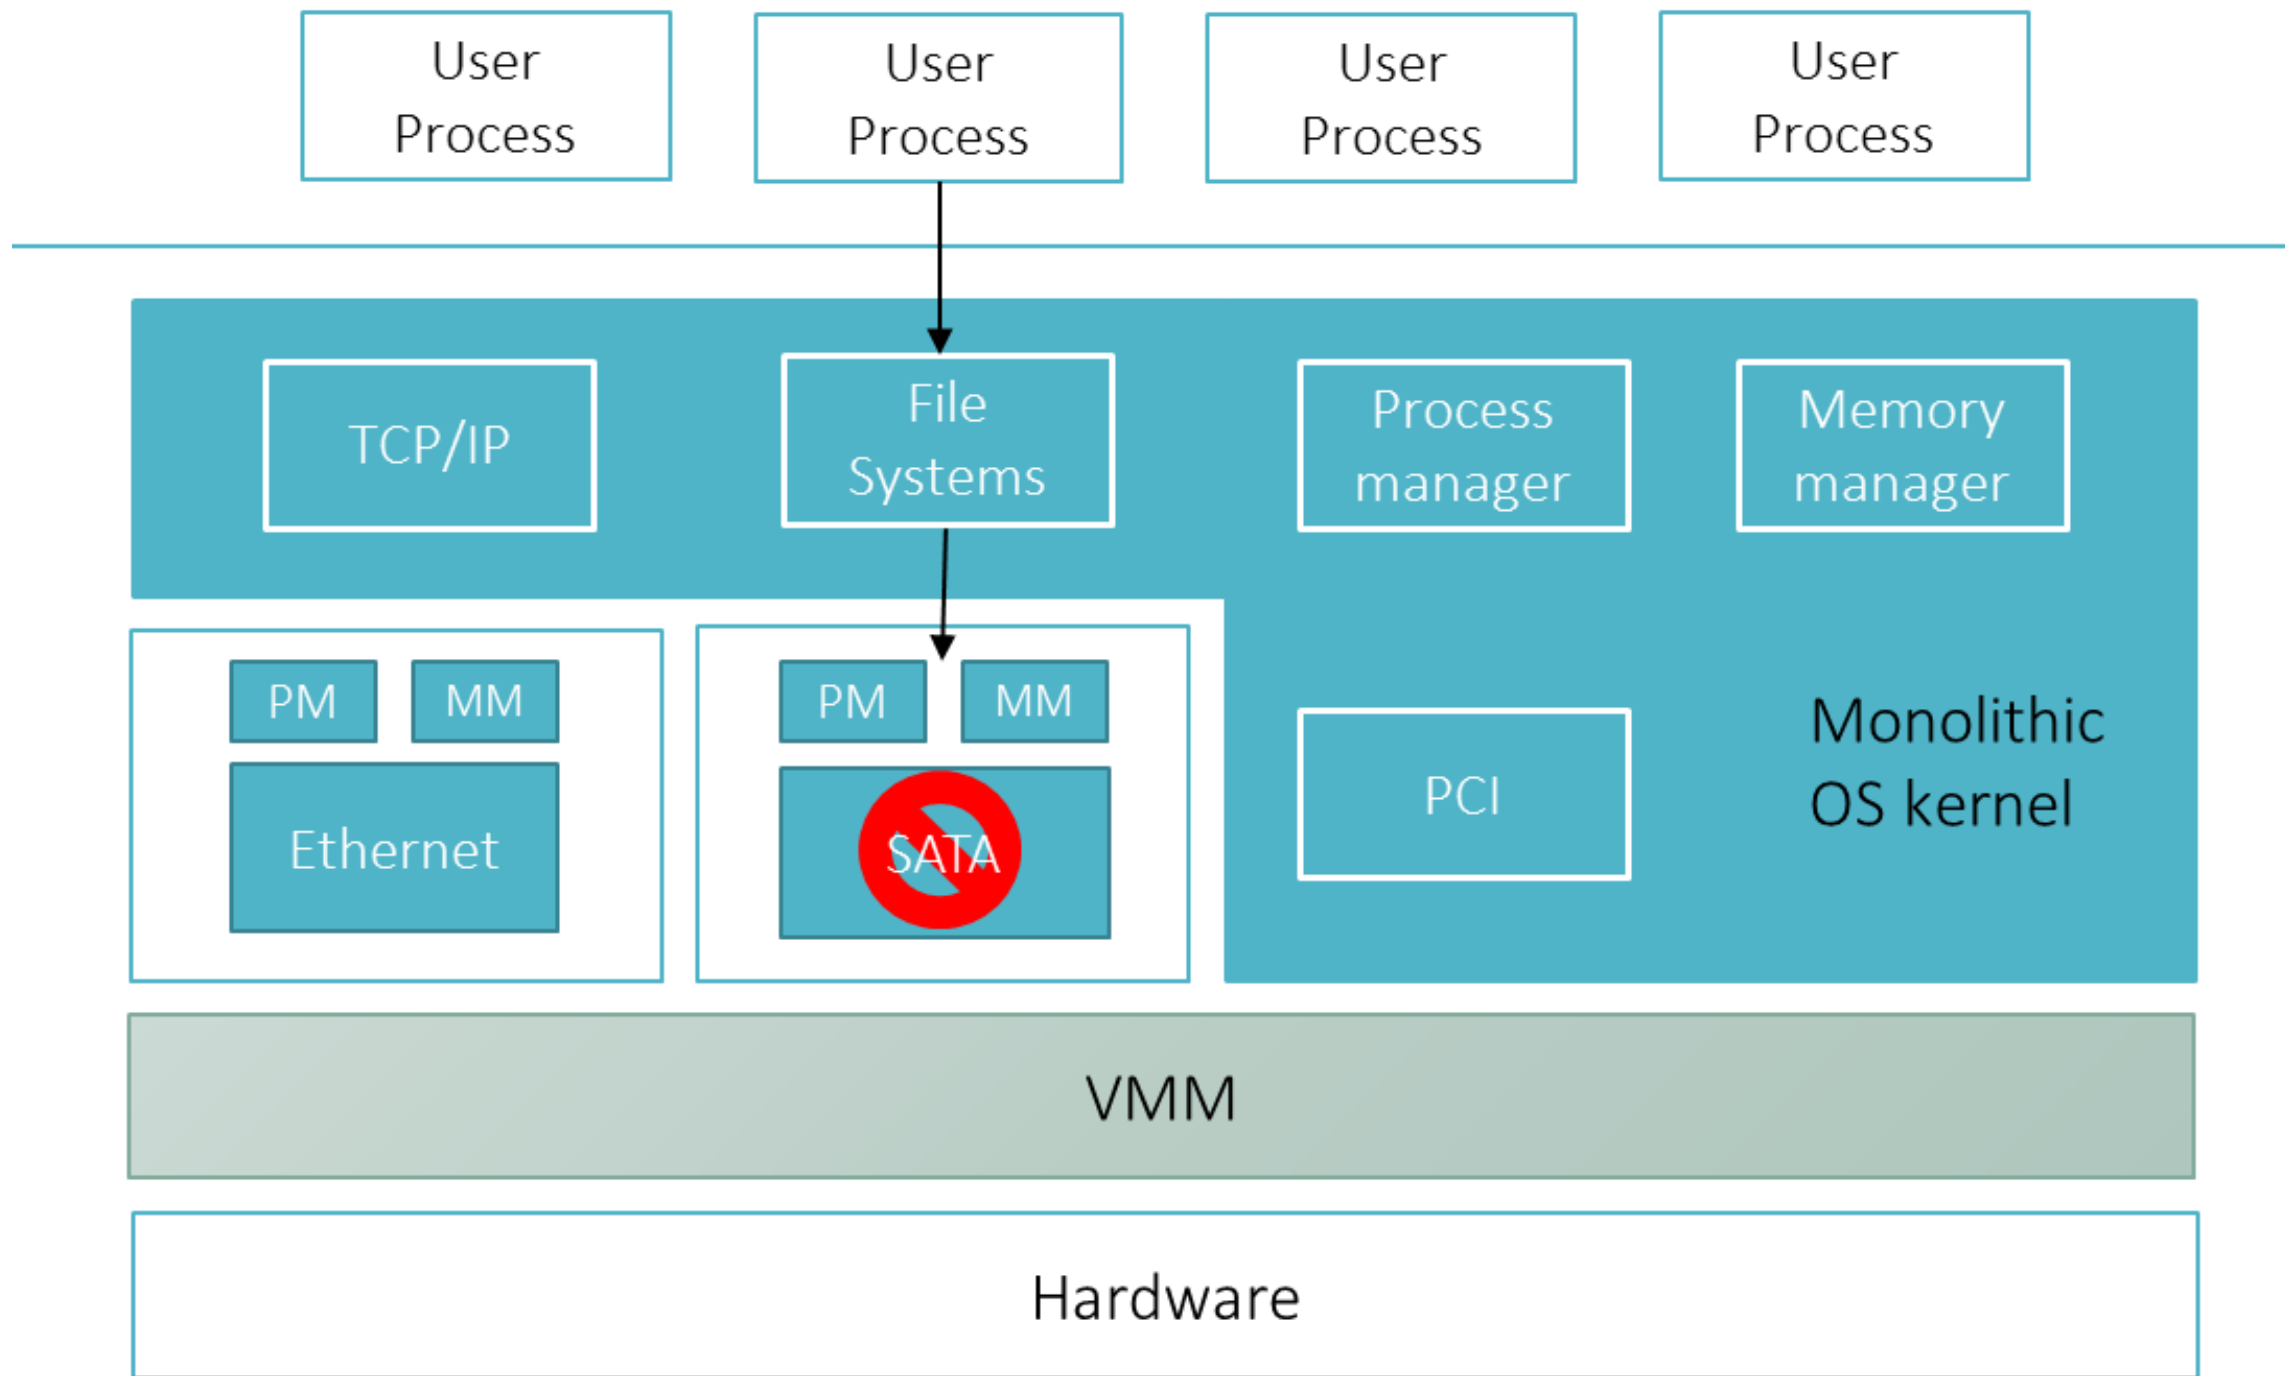 User
Process
User
Process
User
Process
User
Process
TCP/IP
File
Systems
Process
manager
Memory
manager
PM
MM
Ethernet
PM
MM
SATA
PCI
Monolithic
OS kernel
VMM
Hardware